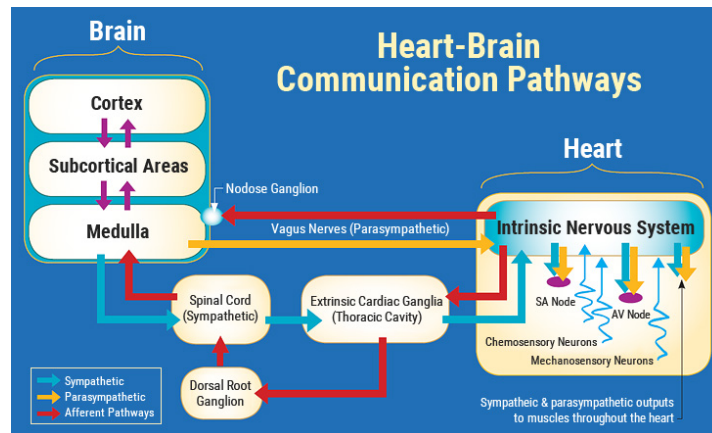 Brain
Heart-Brain
Communication Pathways
Cortex
Subcortical Areas
Medulla
Nodose Ganglion
Vagus Nerves (Parasympathetic)
Heart
Intrinsic Nervous System
SA Node
AV Node
Chemosensory Neurons
Mechanosensory Neurons
Spinal Cord
(Sympathetic)
Extrinsic Cardiac Ganglia
(Thoracic Cavity)
Dorsal Root
Ganglion
Sympathetic
Parasympathetic
Afferent Pathways
Sympatheic & parasympathetic outputs
to muscles throughout the heart